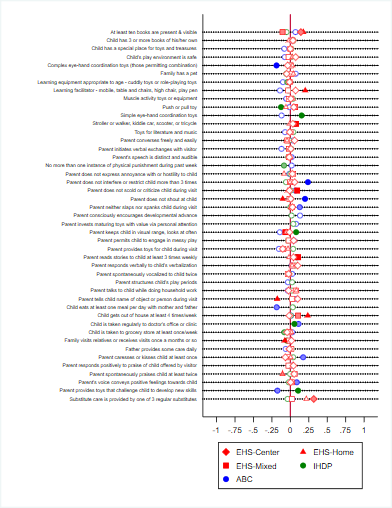 At least ten books are present & visible
Child has 3 or more books of his/her own
Child has a special place for toys and treasures
Child's play environment is safe
Complex eye-hand coordination toys (those permitting combination)
Family has a pet
Learning equipment appropriate to age - cuddly toys or role-playing toys
Learning facilitator - mobile, table and chairs, high chair, play pen
Muscle activity toys or equipment
Push or pull toy
Simple eye-hand coordination toys
Stroller or walker, kiddie car, scooter, or tricycle
Toys for literature and music
Parent converses freely and easily
Parent initiates verbal exchanges with visitor
Parent's speech is distinct and audible
No more than one instance of physical punishment during past week
Parent does not express annoyance with or hostility to child
Parent does not interfere or restrict child more than 3 times
Parent does not scold or criticize child during visit
Parent does not shout at child
Parent neither slaps nor spanks child during visit
Parent consciously encourages developmental advance
Parent invests maturing toys with value via personal attention
Parent keeps child in visual range, looks at often
Parent permits child to engage in messy play
Parent provides toys for child during visit
Parent reads stories to child at least 3 times weekly
Parent responds verbally to child's verbalization
Parent spontaneously vocalized to child twice
Parent structures child's play periods
Parent talks to child while doing household work
Parent tells child name of object or person during visit
Child eats at least one meal per day with mother and father
Child gets out of house at least 4 times/week
Child is taken regularly to doctor's office or clinic
Child is taken to grocery store at least once/week
Family visits relatives or receives visits once a month or so
Father provides some care daily
Parent caresses or kisses child at least once
Parent responds positively to praise of child offered by visitor
Parent spontaneously praises child at least twice
Parent's voice conveys positive feelings towards child
Parent provides toys that challenge child to develop new skills
Substitute care is provided by one of 3 regular substitutes
-1 -.75 -.5 -.25 0 .25 .5 .75 1
EHS-Center EHS-Home
EHS-Mixed IHDP
ABC